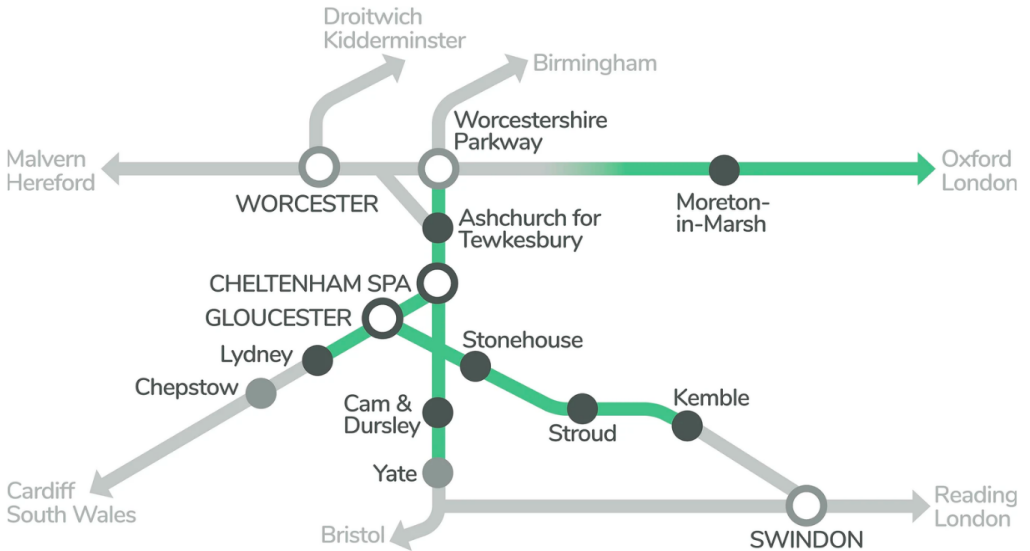 Droitwich
Kidderminster
Birmingham
Worcestershire
Parkway
Malvern
Hereford
Oxford
London
WORCESTER
Moreton-
in-Marsh
Ashchurch for
Tewkesbury
CHELTENHAM SPA
GLOUCESTER
Stonehouse
Lydney
Chepstow
Cam &
Dursley
Kemble
Stroud
Yate
Cardiff
South Wales
Reading
London
Bristol
SWINDON